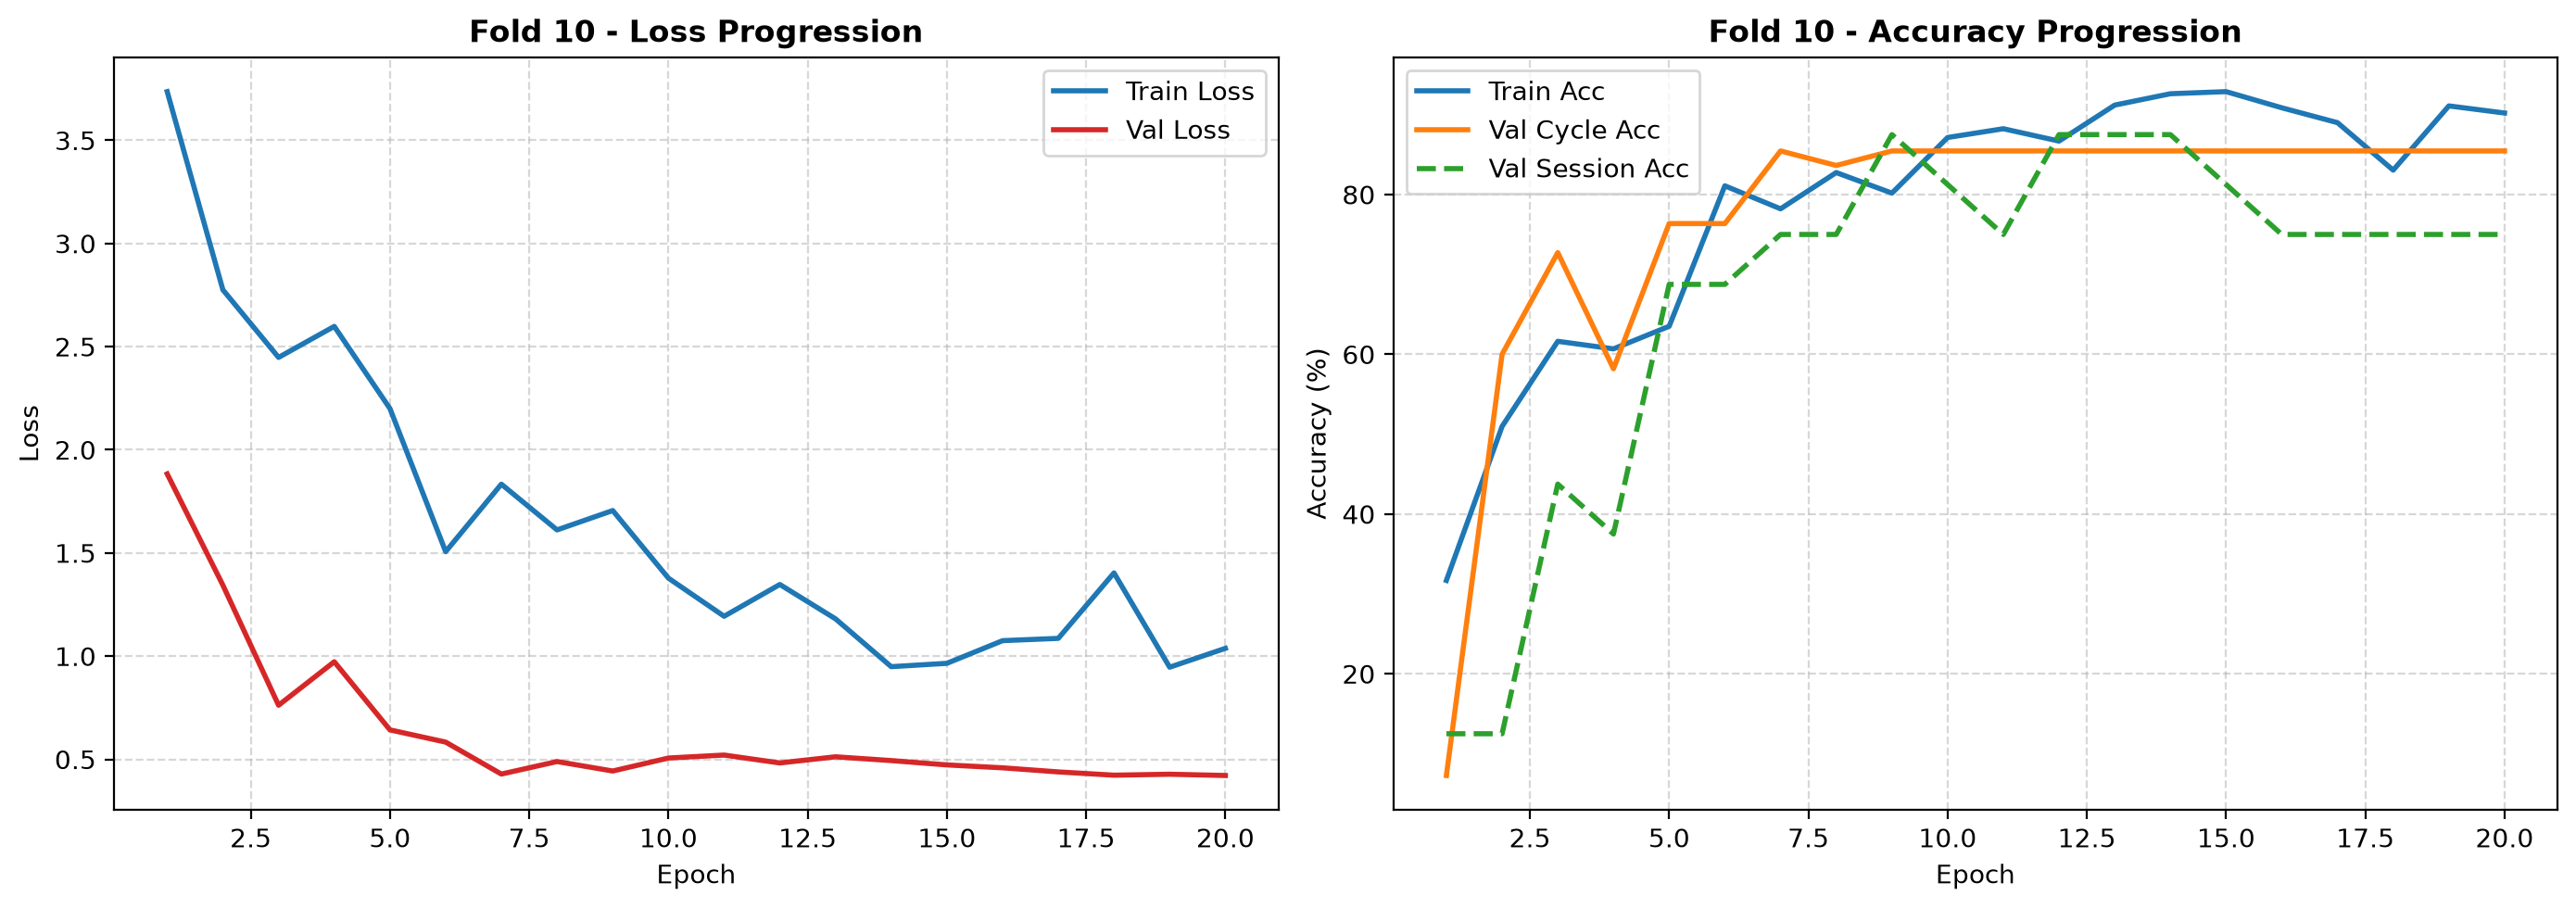 Fold 10 - Loss Progression
Train Loss
Val Loss
Loss
3.5
3.0
2.5
2.0
1.5
1.0
0.5
2.5 5.0 7.5 10.0 12.5 15.0 17.5 20.0
Epoch
Fold 10 - Accuracy Progression
Train Acc
Val Cycle Acc
Val Session Acc
Accuracy (%)
80
60
40
20
2.5 5.0 7.5 10.0 12.5 15.0 17.5 20.0
Epoch